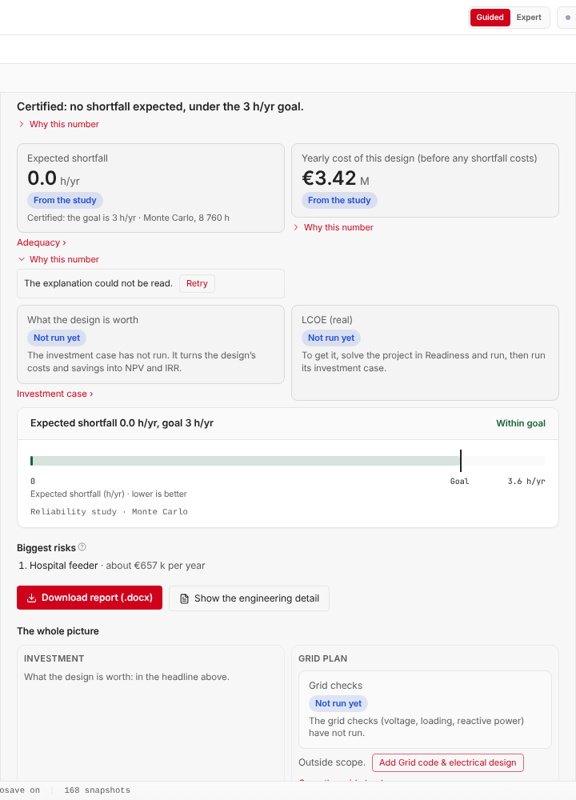 Guided Expert
Certified: no shortfall expected, under the 3 h/yr goal.
Why this number
Expected shortfall
0.0 h/yr
From the study
Certified: the goal is 3 h/yr · Monte Carlo, 8 760 h
Yearly cost of this design (before any shortfall costs)
€3.42 M
From the study
Why this number
Adequacy ›
Why this number
The explanation could not be read. Retry
What the design is worth
Not run yet
The investment case has not run. It turns the design's
costs and savings into NPV and IRR.
LCOE (real)
Not run yet
To get it, solve the project in Readiness and run, then run
its investment case.
Investment case ›
Expected shortfall 0.0 h/yr, goal 3 h/yr Within goal
0 Goal 3.6 h/yr
Expected shortfall (h/yr) · lower is better
Reliability study · Monte Carlo
Biggest risks
1. Hospital feeder · about €657 k per year
Download report (.docx) Show the engineering detail
The whole picture
INVESTMENT
What the design is worth: in the headline above.
GRID PLAN
Grid checks
Not run yet
The grid checks (voltage, loading, reactive power)
have not run.
Outside scope. Add Grid code & electrical design
osave on 168 snapshots